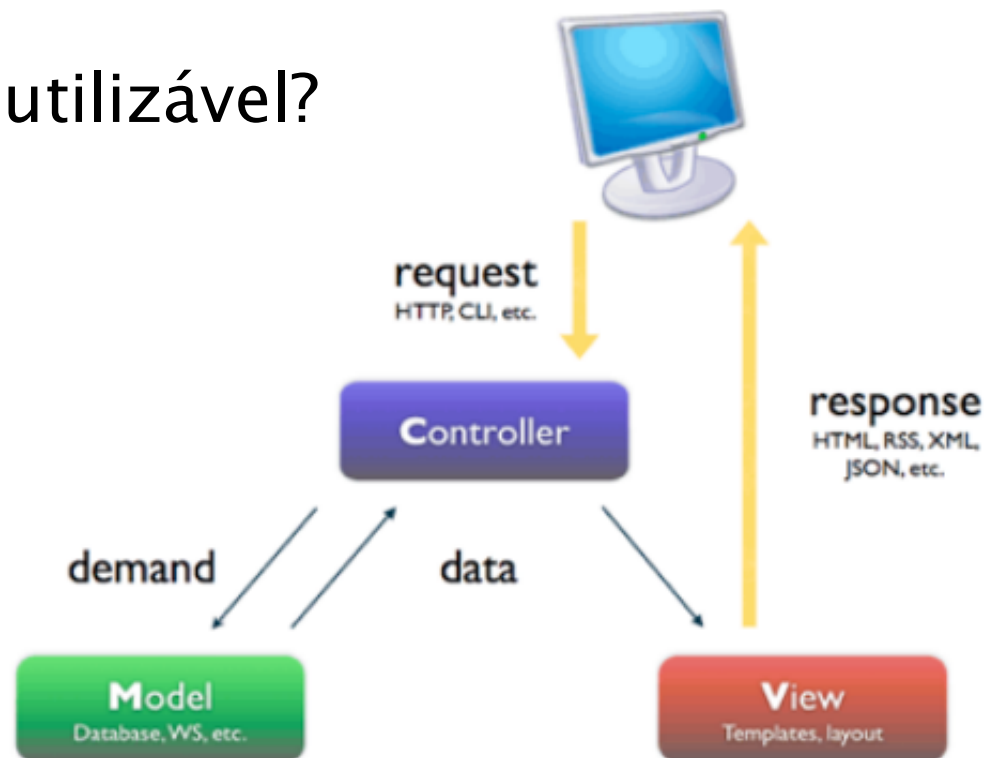 utilizável?
request
HTTP, CLI, etc.
Controller
response
HTML, RSS, XML,
JSON, etc.
demand
data
Model
Database, WS, etc.
View
Templates, layout